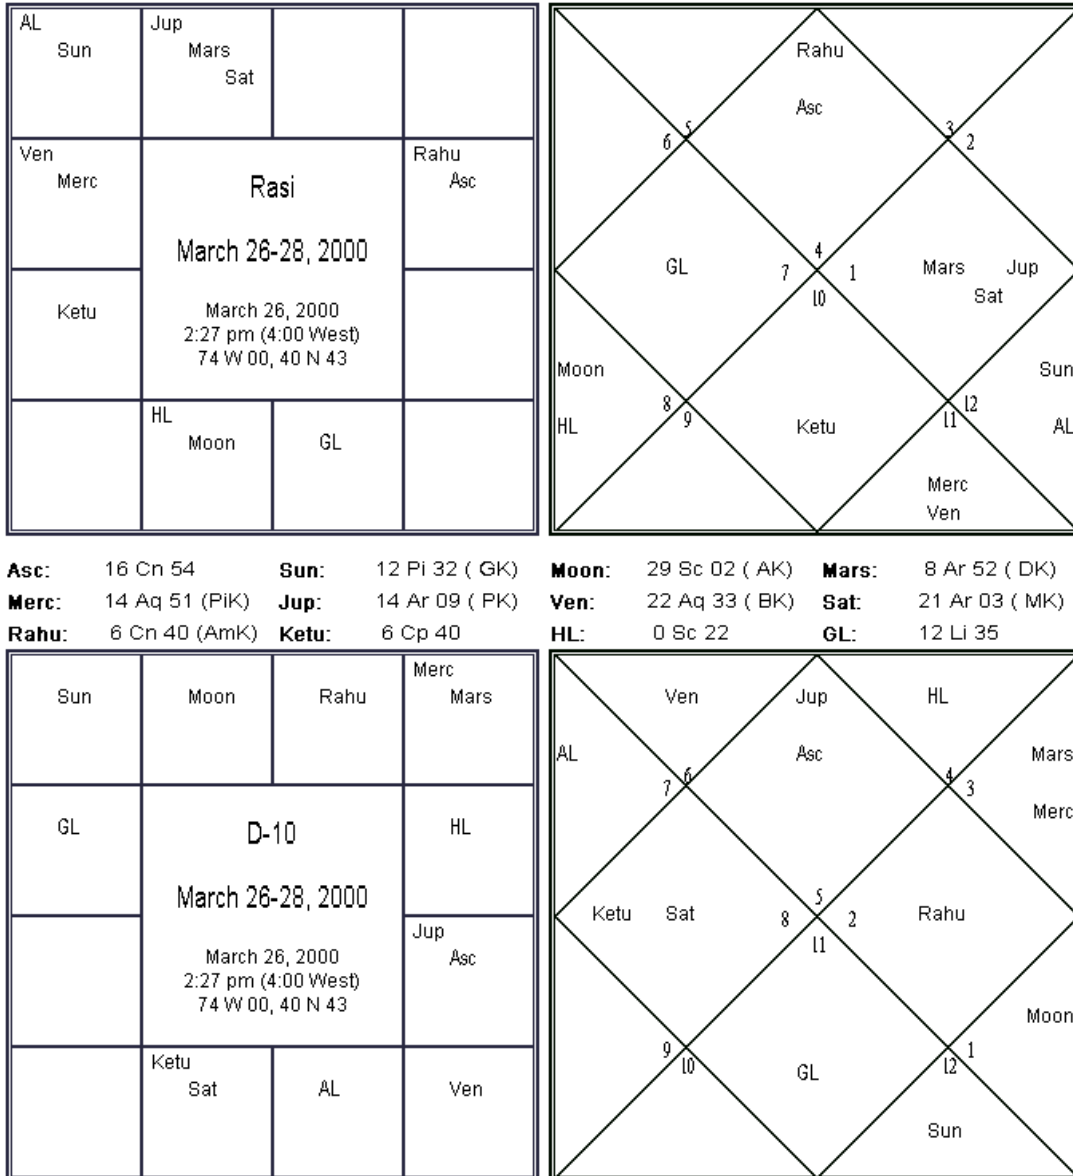 AL
Sun
Jup
Mars
Sat
Ven
Merc
Rahu
Asc
Rasi
March 26-28, 2000
March 26, 2000
2:27 pm (4:00 West)
74 W 00, 40 N 43
Ketu
HL
Moon
GL
Rahu
Asc
5
6
3
2
GL
4
7
1
10
Mars
Jup
Sat
Moon
HL
8
9
Ketu
Sun
AL
12
11
Merc
Ven
Asc: 16 Cn 54 Sun: 12 Pi 32 ( GK) Moon: 29 Sc 02 ( AK) Mars: 8 Ar 52 ( DK)
Merc: 14 Aq 51 (PiK) Jup: 14 Ar 09 ( PK) Ven: 22 Aq 33 ( BK) Sat: 21 Ar 03 ( MK)
Rahu: 6 Cn 40 (AmK) Ketu: 6 Cp 40 HL: 0 Sc 22 GL: 12 Li 35
Sun
Moon
Rahu
Merc
Mars
GL
HL
D-10
March 26-28, 2000
March 26, 2000
2:27 pm (4:00 West)
74 W 00, 40 N 43
Jup
Asc
Ketu
Sat
AL
Ven
Ven
Jup
Asc
HL
AL
6
7
4
3
Mars
Merc
Ketu Sat
5
8
2
11
Rahu
Moon
9
10
GL
1
12
Sun